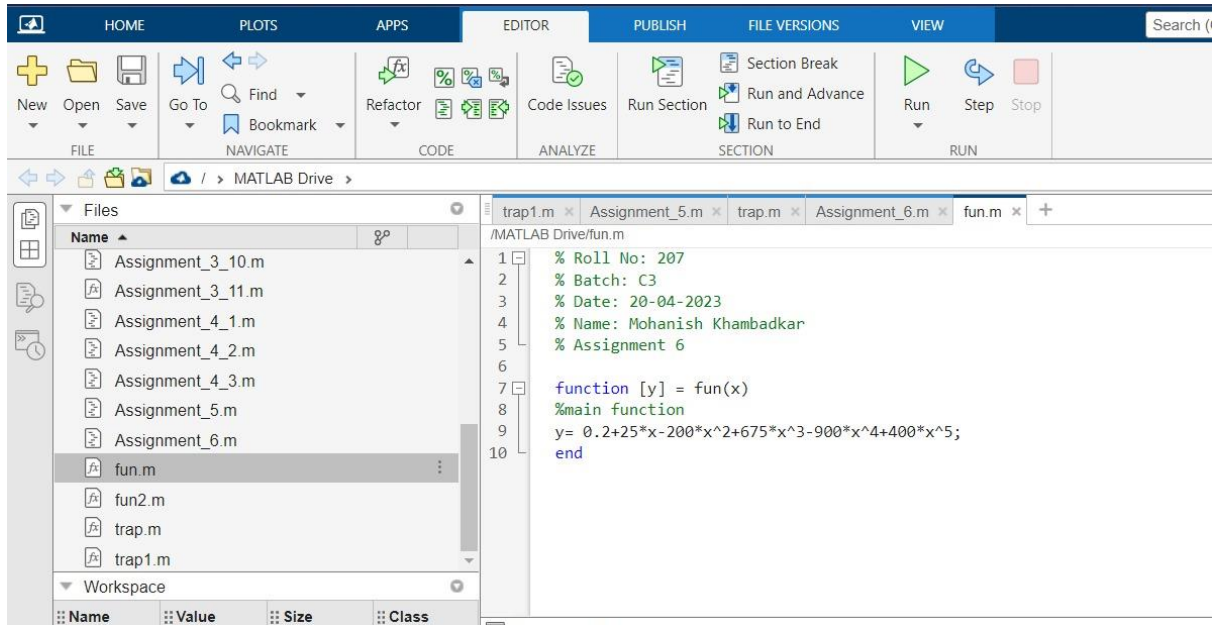 HOME PLOTS APPS EDITOR PUBLISH FILE VERSIONS VIEW Search (
New Open Save
FILE
Go To Find Bookmark
NAVIGATE
Refactor
CODE
Code Issues
ANALYZE
Run Section
Section Break
Run and Advance
Run to End
SECTION
Run Step Stop
RUN
/ > MATLAB Drive >
Files
Name
Assignment_3_10.m
Assignment_3_11.m
Assignment_4_1.m
Assignment_4_2.m
Assignment_4_3.m
Assignment_5.m
Assignment_6.m
fun.m
fun2.m
trap.m
trap1.m
Workspace
Name Value Size Class
trap1.m × Assignment_5.m × trap.m × Assignment_6.m × fun.m × +
/MATLAB Drive/fun.m
1 % Roll No: 207
2 % Batch: C3
3 % Date: 20-04-2023
4 % Name: Mohanish Khambadkar
5 % Assignment 6
6
7 function [y] = fun(x)
8 %main function
9 y= 0.2+25*x-200*x^2+675*x^3-900*x^4+400*x^5;
10 end